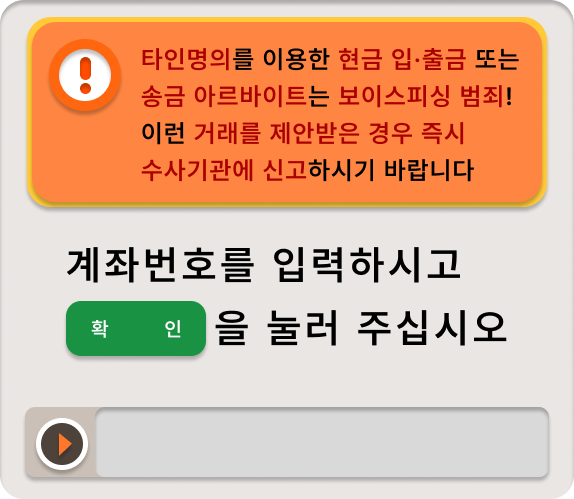 타인명의를 이용한 현금 입·출금 또는
송금 아르바이트는 보이스피싱 범죄!
이런 거래를 제안받은 경우 즉시
수사기관에 신고하시기 바랍니다
계좌번호를 입력하시고
확 인 을 눌러 주십시오